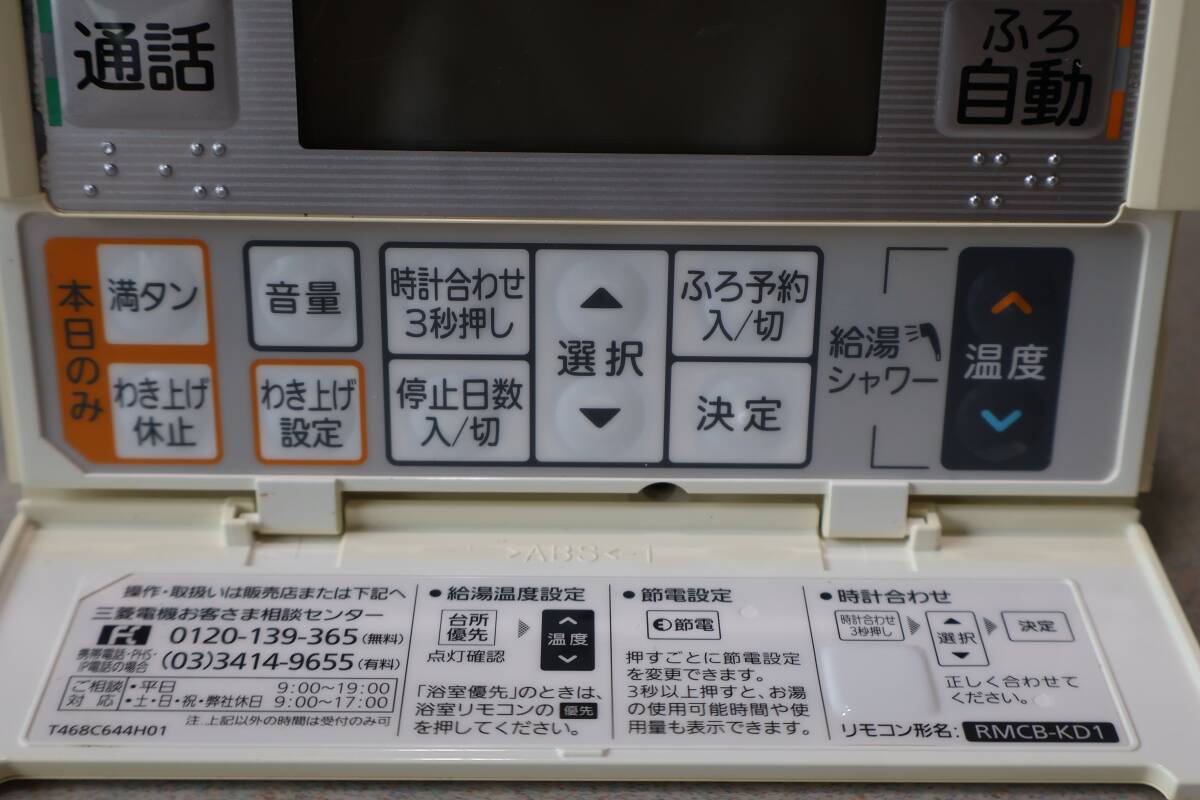 通話
ふろ
自動
本日のみ
満タン
わき上げ
休止
音量
わき上げ
設定
時計合わせ
3秒押し
停止日数
入/切
▲
選択
▼
ふろ予約
入/切
決定
給湯
シャワー
温度
>ABS<-1
操作・取扱いは販売店または下記へ
三菱電機お客さま相談センター
0120-139-365(無料)
携帯電話・PHS・
IP電話の場合
(03)3414-9655(有料)
ご相談
対応
・平日 9:00~19:00
・土・日・祝・弊社休日 9:00~17:00
注.上記以外の時間は受付のみ可
T468C644H01
●給湯温度設定
台所
優先
温度
点灯確認
「浴室優先」のときは、
浴室リモコンの 優先
を押してください。
●節電設定
節電
押すごとに節電設定
を変更できます。
3秒以上押すと、お湯
の使用可能時間や使
用量も表示できます。
●時計合わせ
時計合わせ
3秒押し
▲
選択
▼
決定
正しく合わせて
ください。
リモコン形名: RMCB-KD1